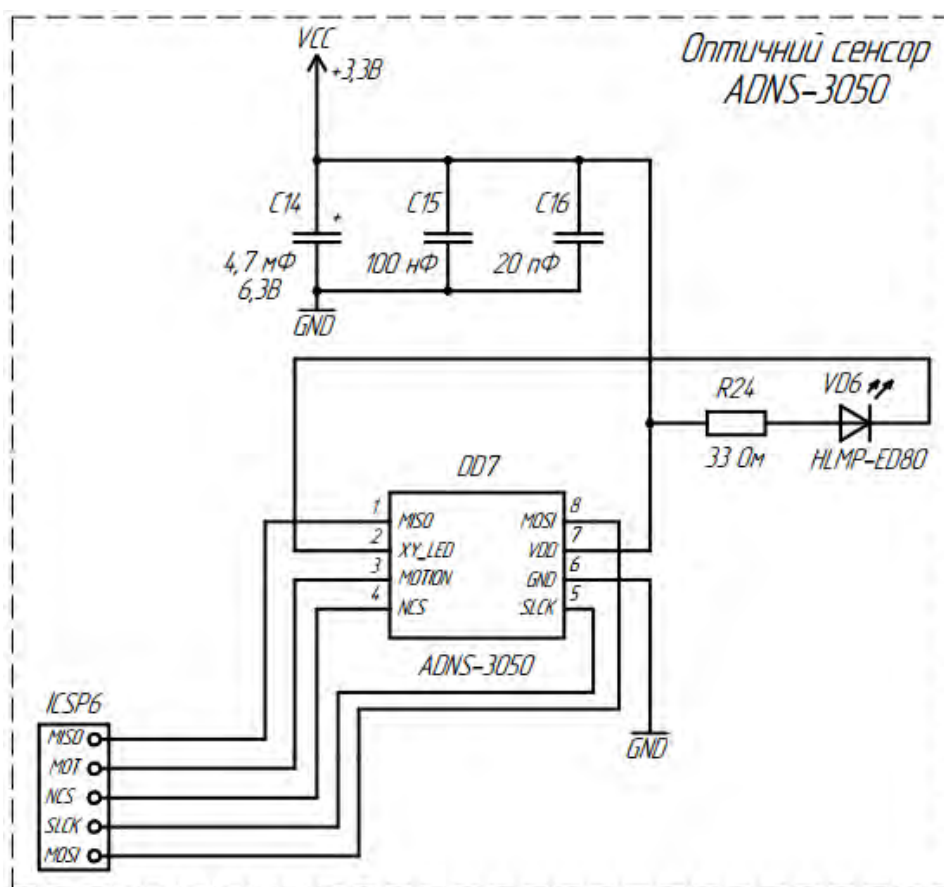 Оптичний сенсор
ADNS-3050
VCC
+3,3В
C14
+
4,7 мФ
6,3В
C15
100 нФ
C16
20 пФ
GND
R24
33 Ом
VD6
HLMP-ED80
DD7
1 MISO
2 XY_LED
3 MOTION
4 NCS
MOSI 8
VDD 7
GND 6
SLCK 5
ADNS-3050
GND
ICSP6
MISO
MOT
NCS
SLCK
MOSI